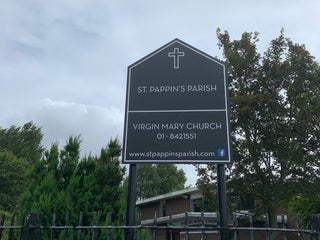 ST. PAPPIN'S PARISH
VIRGIN MARY CHURCH
01 - 8421551
www.stpappinsparish.com f